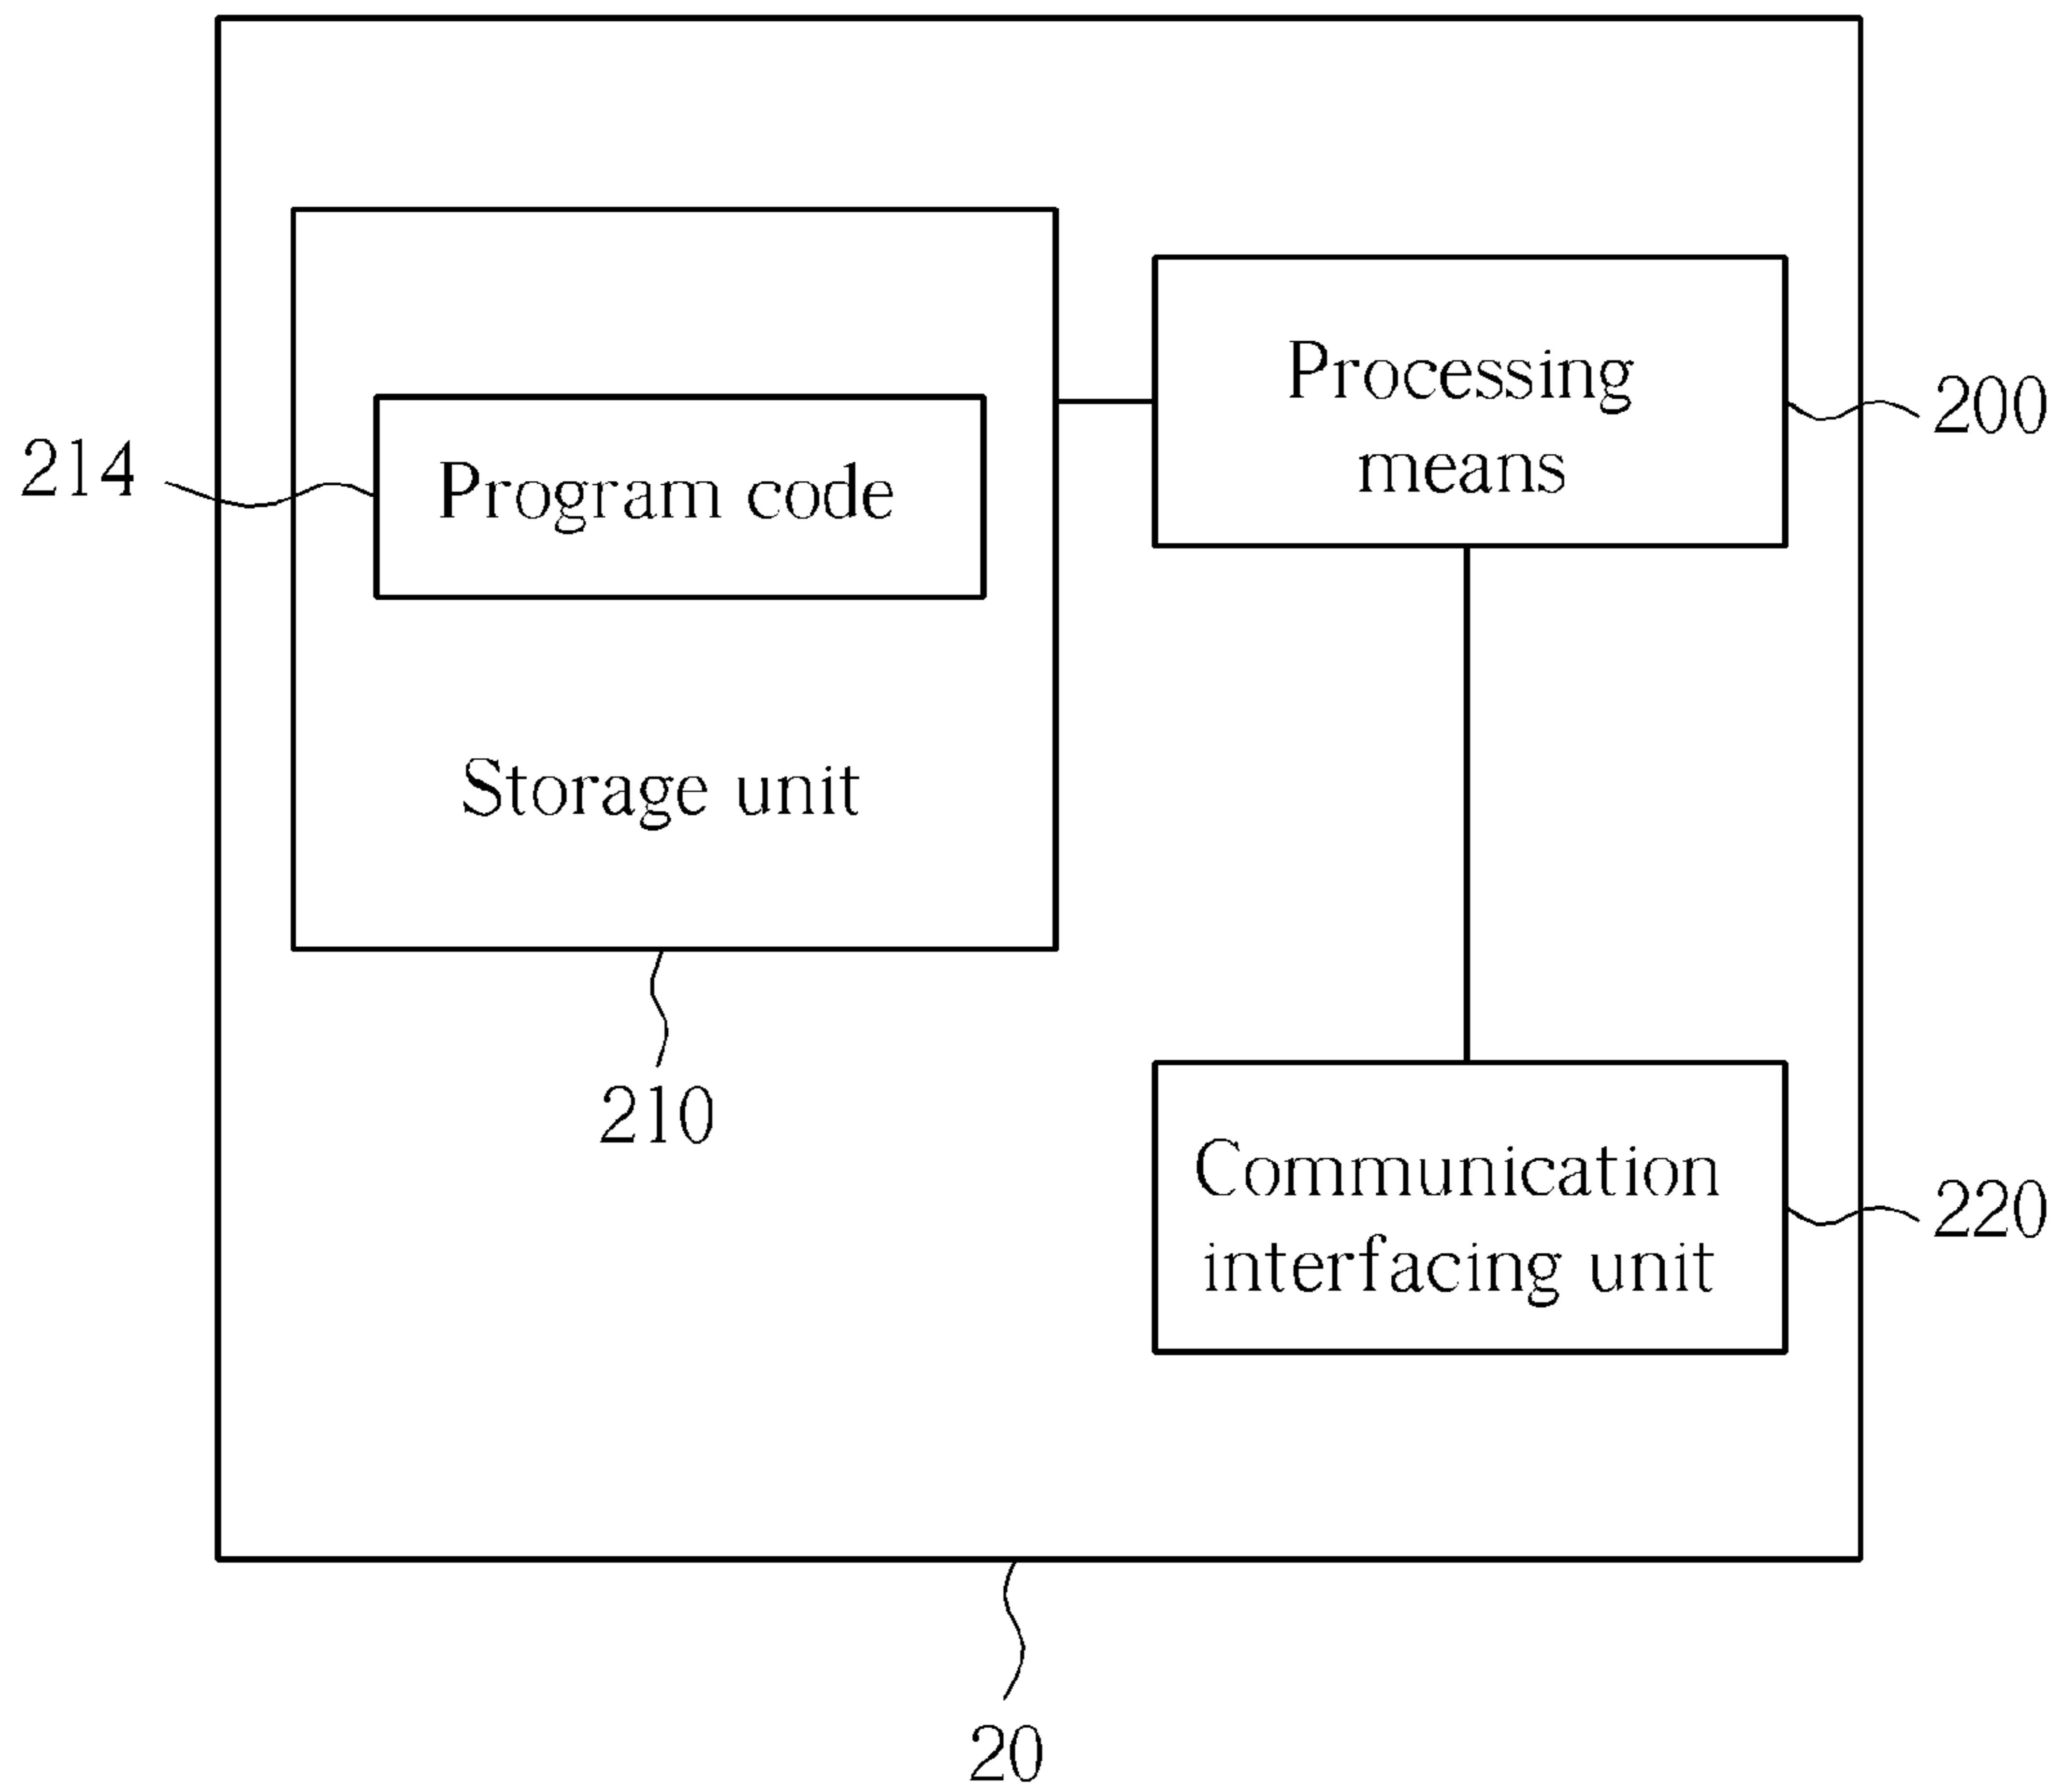 Processing
means
200
214
Program code
Storage unit
210
Communication
interfacing unit
220
20